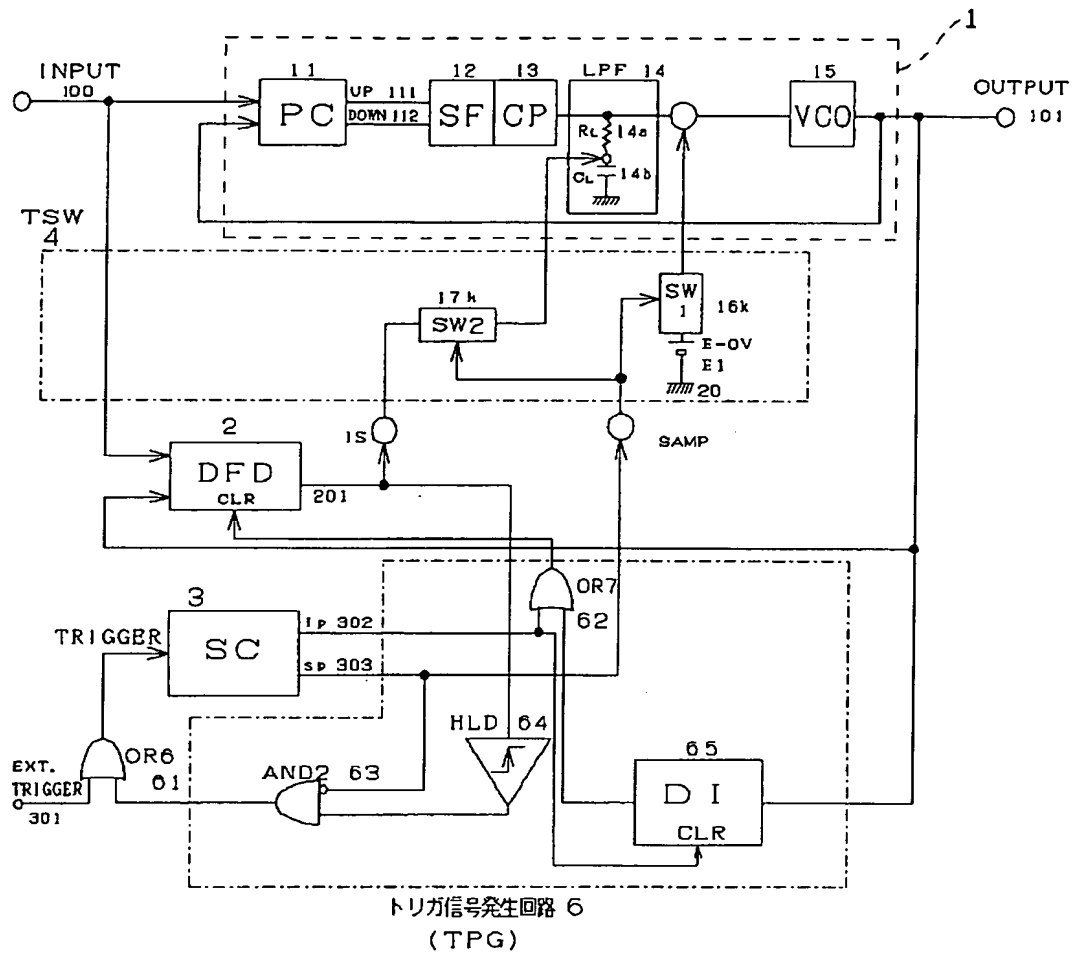 1
INPUT
100
11
12
13
LPF 14
15
OUTPUT
101
PC
UP 111
DOWN 112
SF
CP
RL 14a
CL 14b
VCO
TSW
4
17k
SW2
SW
1
16k
E-0V
E1
20
IS
SAMP
2
DFD
CLR
201
3
TRIGGER
SC
Ip 302
Sp 303
OR7
62
HLD 64
65
DI
CLR
OR6
61
AND2 63
EXT.
TRIGGER
301
トリガ信号発生回路 6
(TPG)